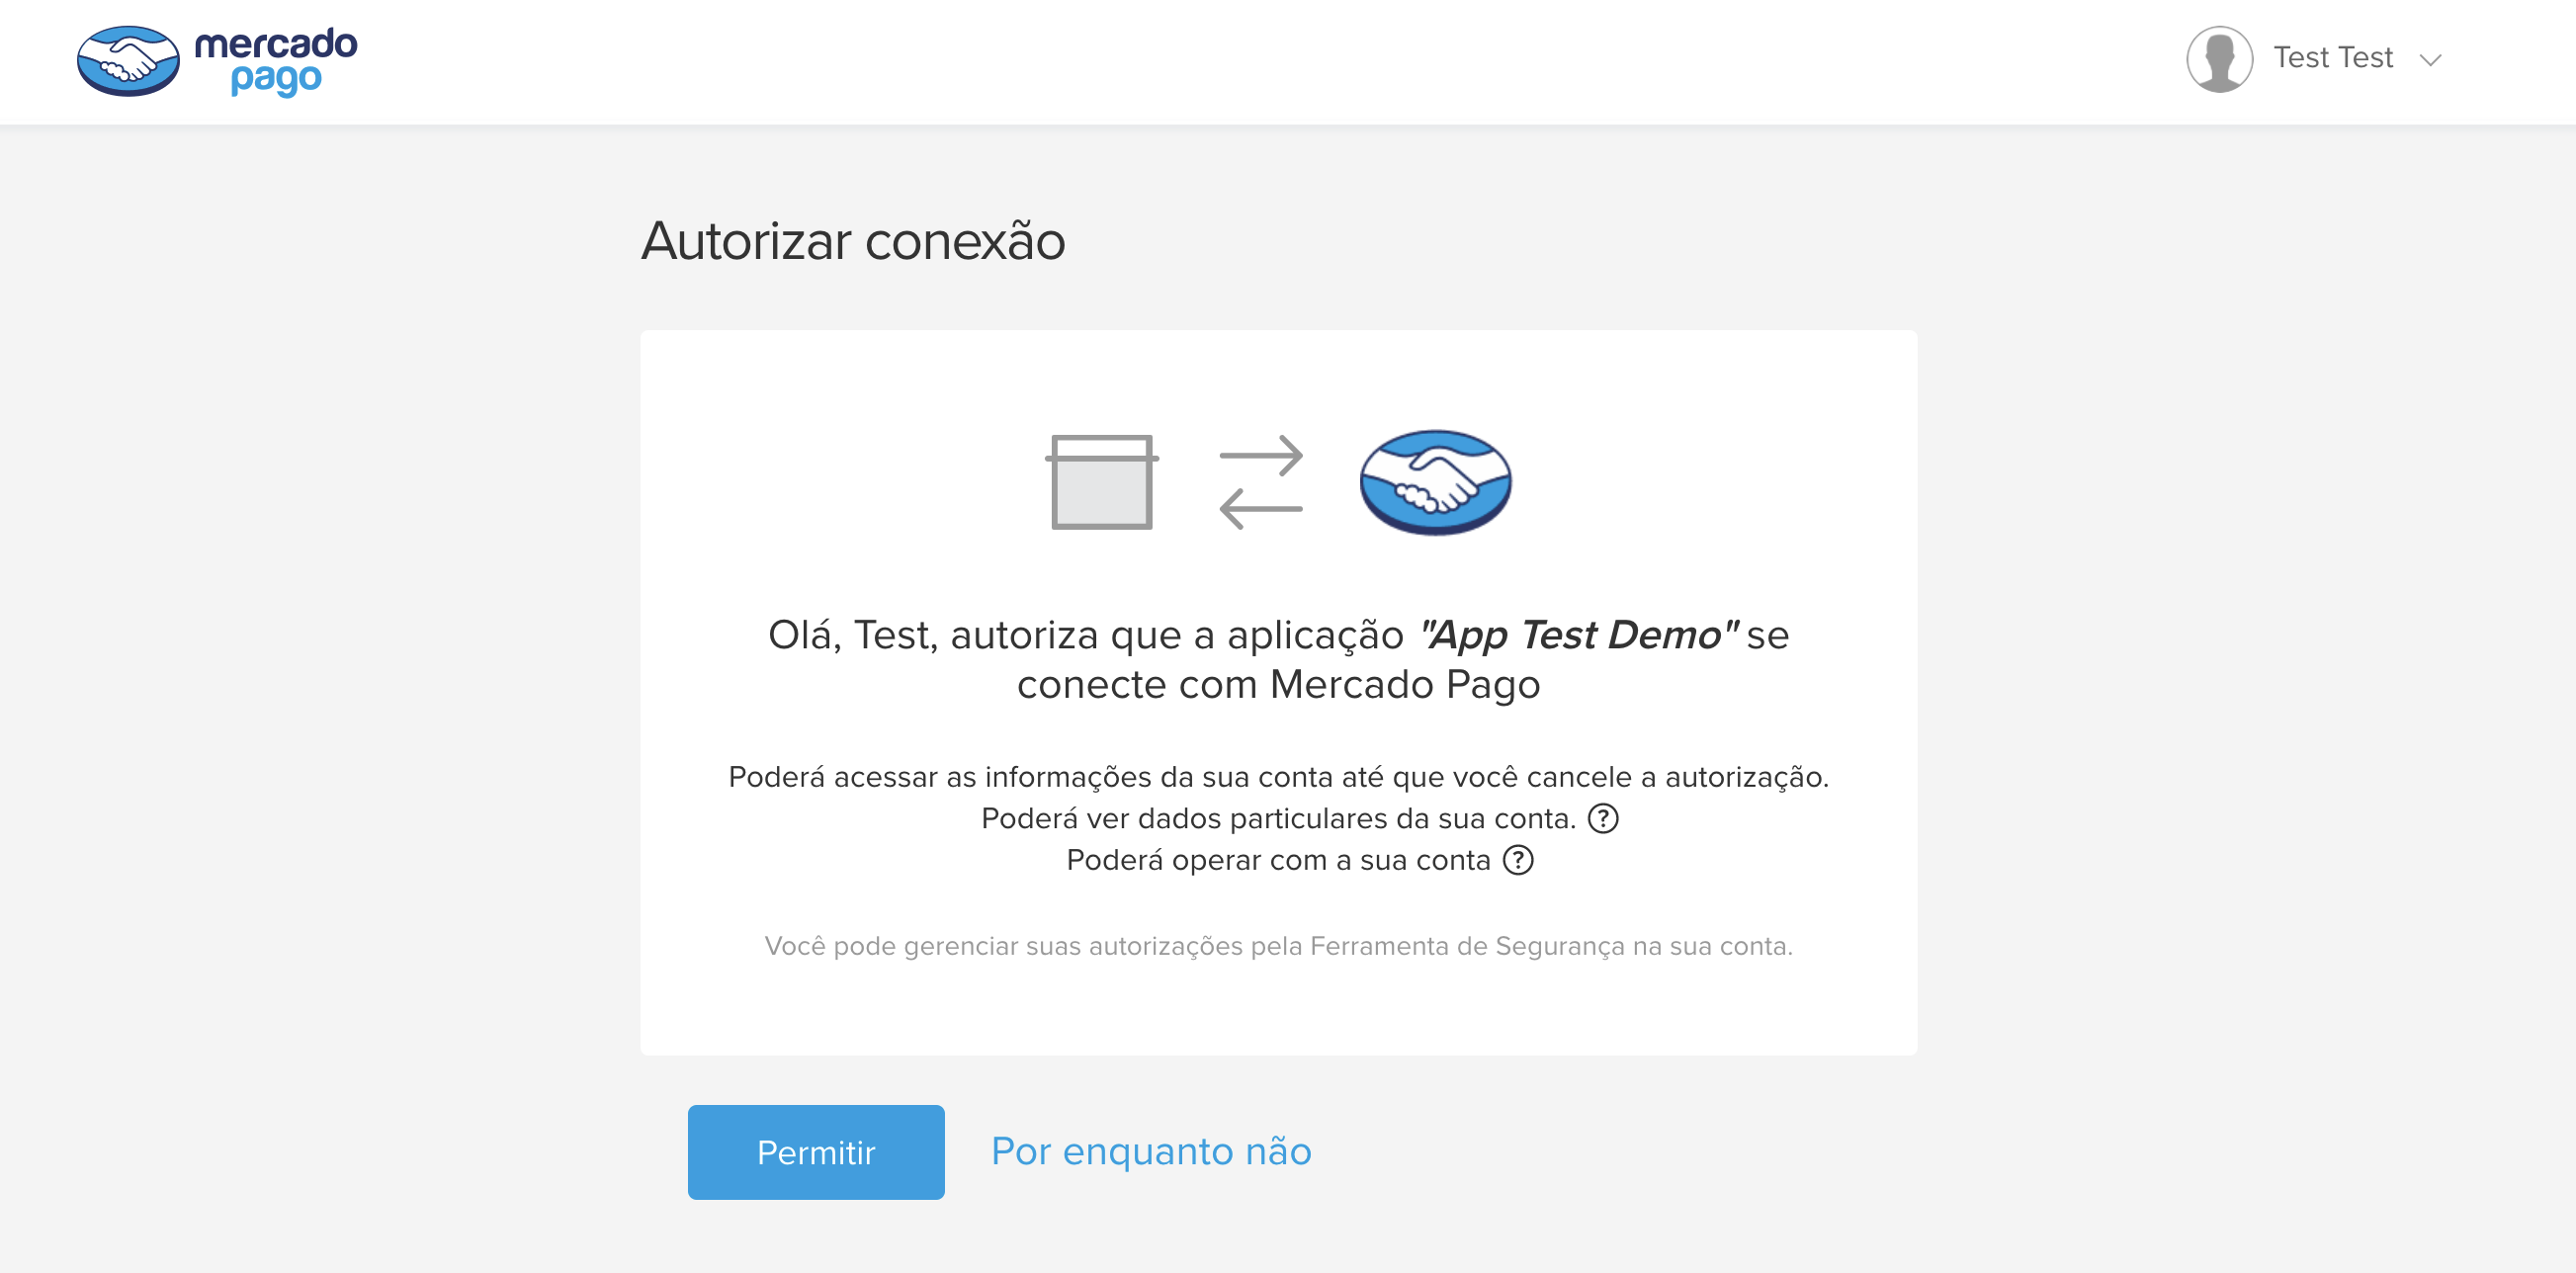 mercado
pago
Test Test
Autorizar conexão
Olá, Test, autoriza que a aplicação "App Test Demo" se
conecte com Mercado Pago
Poderá acessar as informações da sua conta até que você cancele a autorização.
Poderá ver dados particulares da sua conta. ?
Poderá operar com a sua conta ?
Você pode gerenciar suas autorizações pela Ferramenta de Segurança na sua conta.
Permitir
Por enquanto não